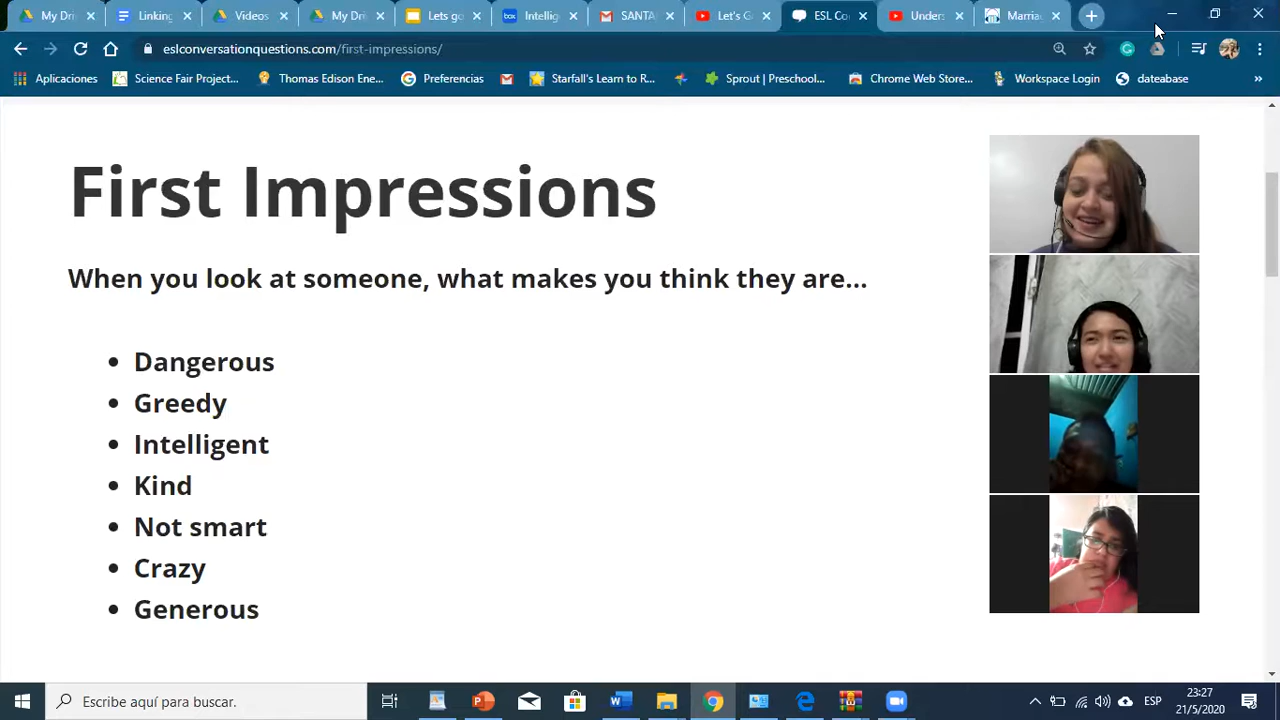 My Dri
Linking
Videos
My Dri
Lets go
Intellig
SANTA
Let's G
ESL Co
Unders
Marria
eslconversationquestions.com/first-impressions/
Aplicaciones
Science Fair Project...
Thomas Edison Ene...
Preferencias
Starfall's Learn to R...
Sprout | Preschool...
Chrome Web Store...
Workspace Login
dateabase
First Impressions
When you look at someone, what makes you think they are...
• Dangerous
• Greedy
• Intelligent
• Kind
• Not smart
• Crazy
• Generous
Escribe aquí para buscar.
ESP
23:27
21/5/2020